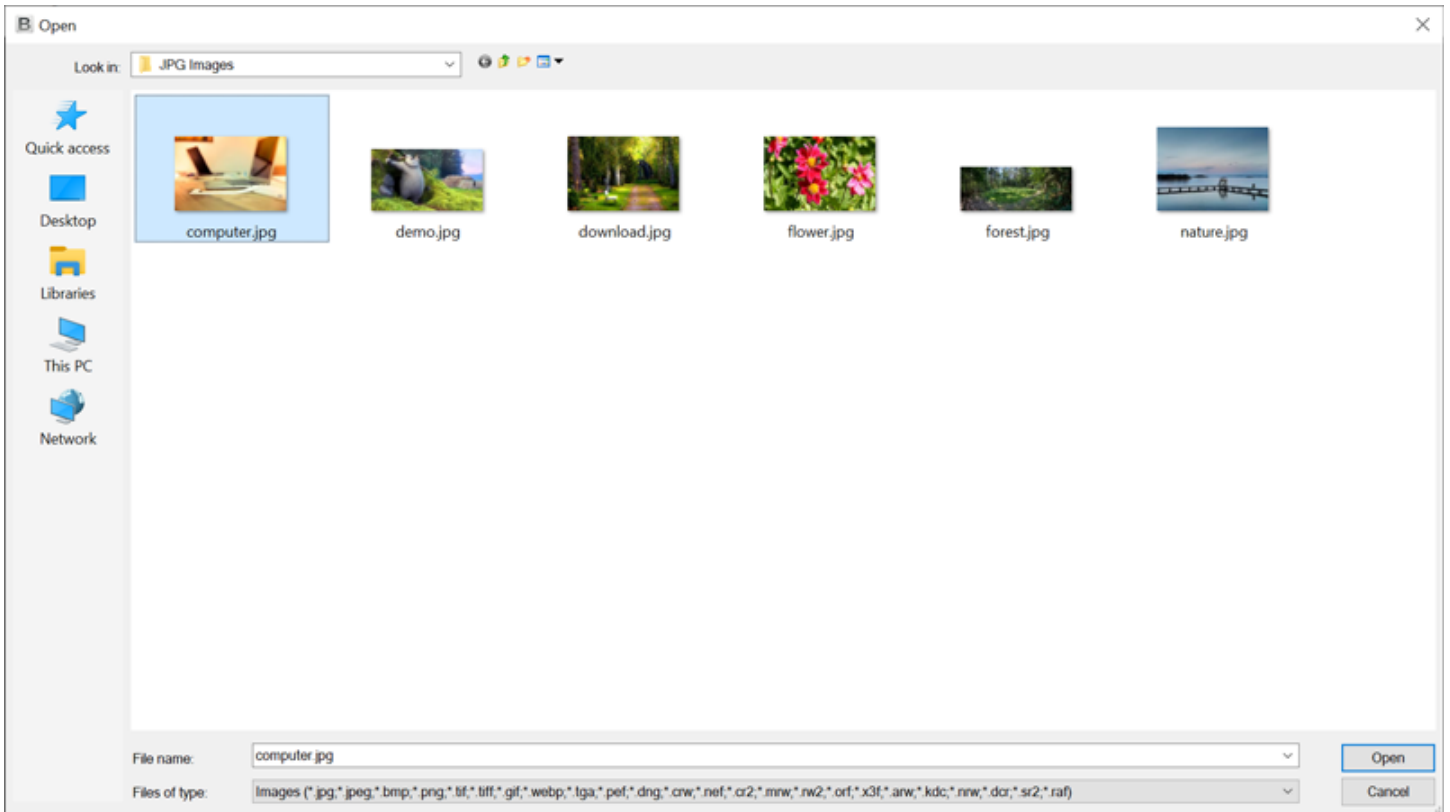 B Open
Look in: JPG Images
Quick access
Desktop
Libraries
This PC
Network
computer.jpg demo.jpg download.jpg flower.jpg forest.jpg nature.jpg
File name: computer.jpg Open
Files of type: Images (*.jpg;*.jpeg;*.bmp;*.png;*.tif;*.tiff;*.gif;*.webp;*.tga;*.pef;*.dng;*.crw;*.nef;*.cr2;*.mrw;*.rw2;*.orf;*.x3f;*.arw;*.kdc;*.nrw;*.dcr;*.sr2;*.raf) Cancel